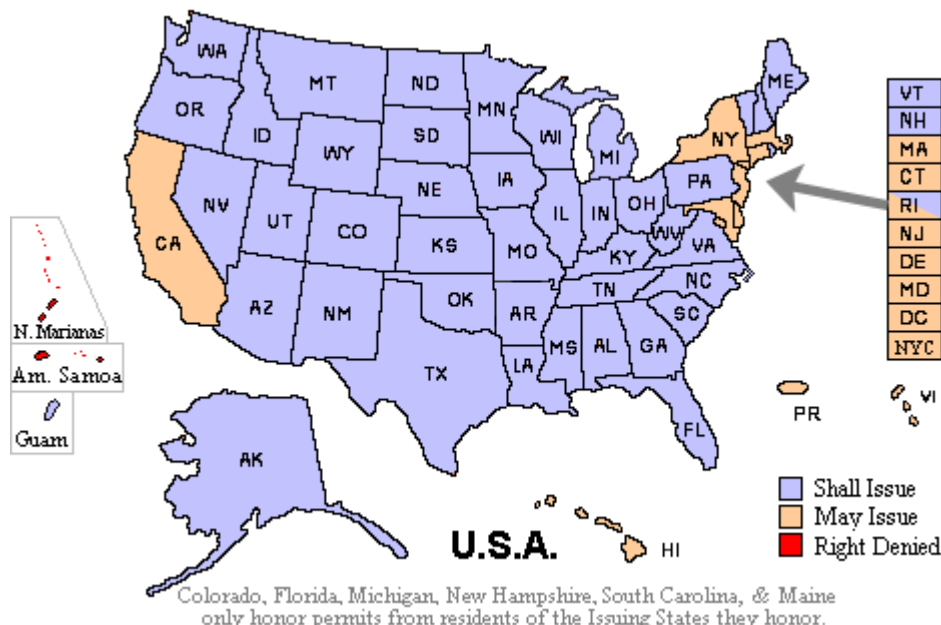 WA
MT
ND
MN
ME
OR
ID
SD
WI
MI
NY
WY
IA
PA
NE
NV
UT
CO
IL
IN
OH
WV
VA
CA
KS
MO
KY
NC
AZ
NM
OK
AR
TN
SC
TX
LA
MS
AL
GA
FL
AK
HI
VT
NH
MA
CT
RI
NJ
DE
MD
DC
NYC
N. Marianas
Am. Samoa
Guam
PR
VI
Shall Issue
May Issue
Right Denied
U.S.A.
Colorado, Florida, Michigan, New Hampshire, South Carolina, & Maine
only honor permits from residents of the Issuing States they honor.